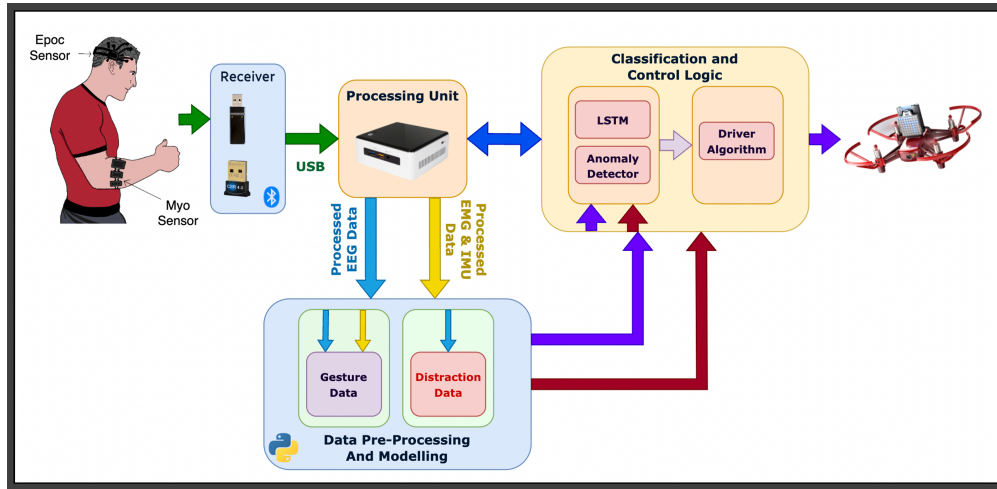 Epoc
Sensor
Myo
Sensor
Receiver
USB
Processing Unit
Processed
EEG Data
Processed
EMG & IMU
Data
Classification and
Control Logic
LSTM
Anomaly
Detector
Driver
Algorithm
Gesture
Data
Distraction
Data
Data Pre-Processing
And Modelling